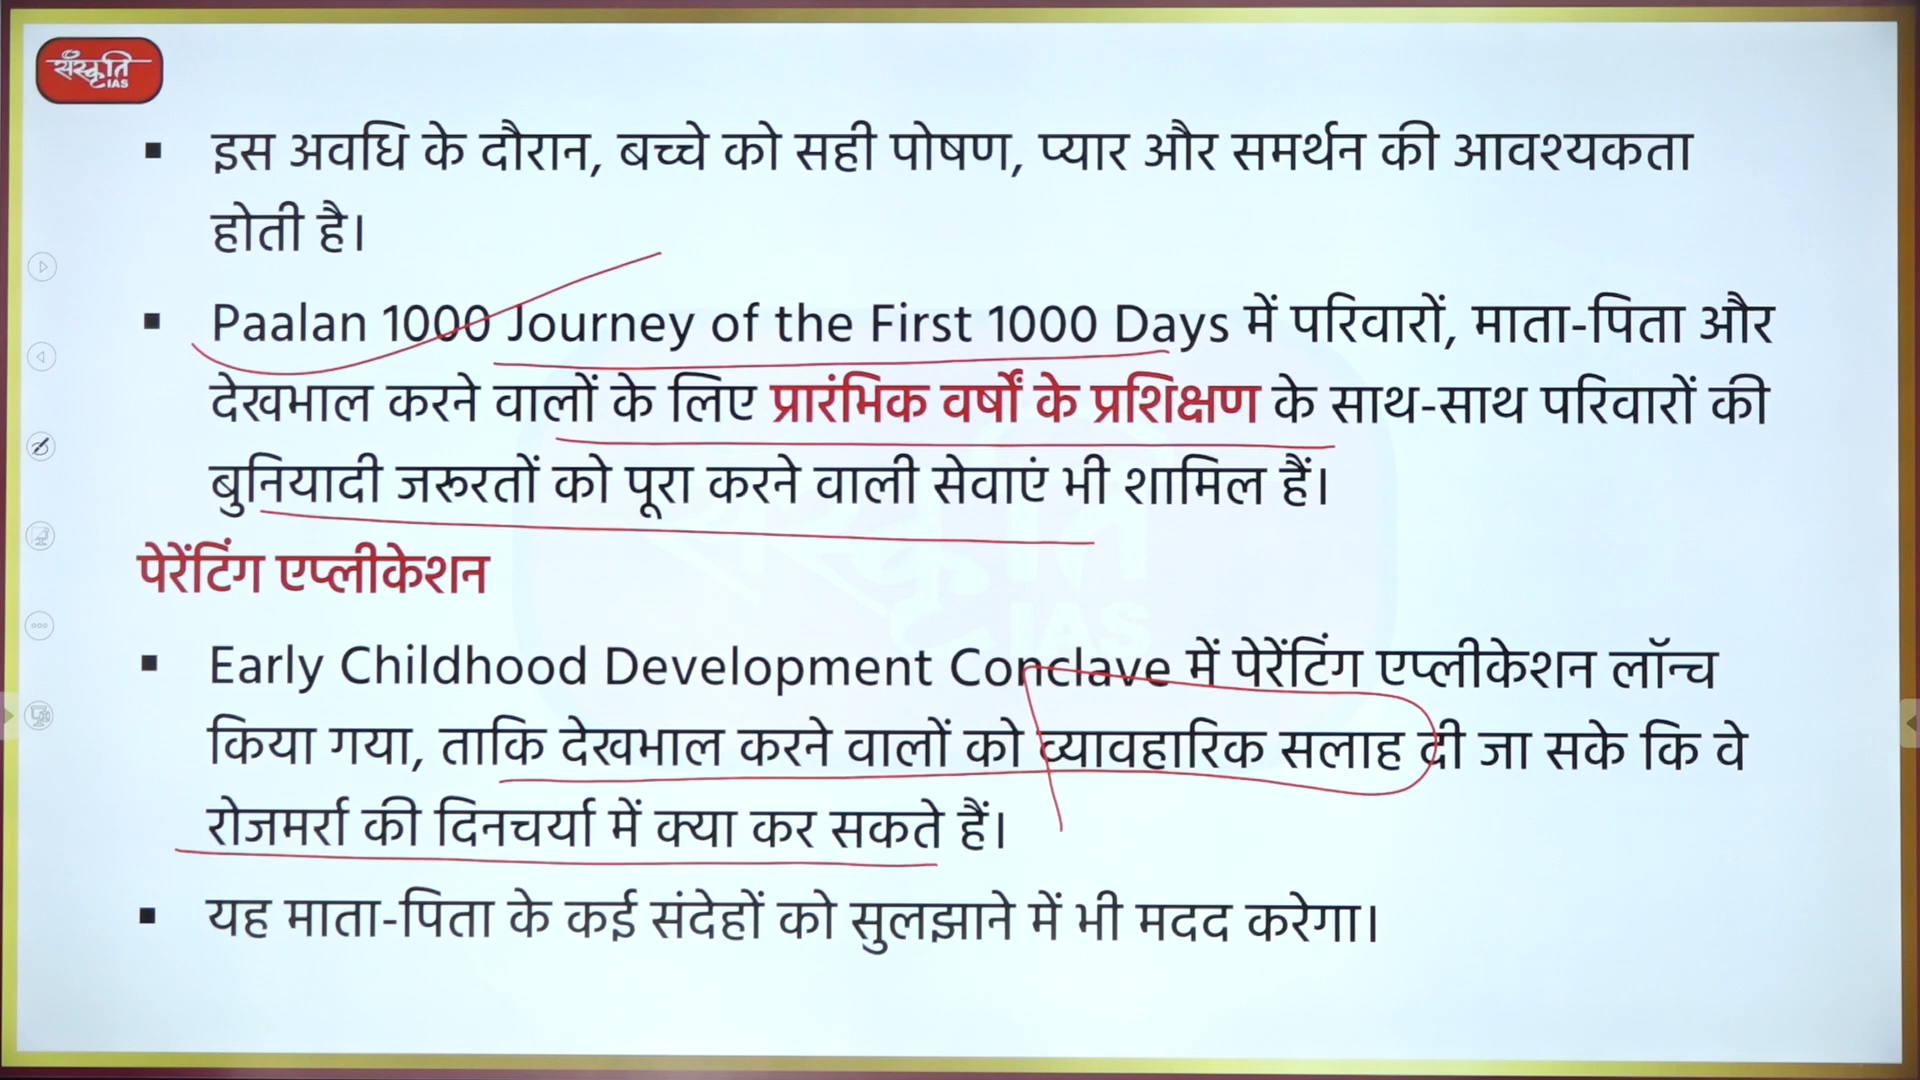 संस्कृति
IAS
▪ इस अवधि के दौरान, बच्चे को सही पोषण, प्यार और समर्थन की आवश्यकता
होती है।
▪ Paalan 1000 Journey of the First 1000 Days में परिवारों, माता-पिता और
देखभाल करने वालों के लिए प्रारंभिक वर्षों के प्रशिक्षण के साथ-साथ परिवारों की
बुनियादी जरूरतों को पूरा करने वाली सेवाएं भी शामिल हैं।
पेरेंटिंग एप्लीकेशन
▪ Early Childhood Development Conclave में पेरेंटिंग एप्लीकेशन लॉन्च
किया गया, ताकि देखभाल करने वालों को व्यावहारिक सलाह दी जा सके कि वे
रोजमर्रा की दिनचर्या में क्या कर सकते हैं।
▪ यह माता-पिता के कई संदेहों को सुलझाने में भी मदद करेगा।
संस्कृति
IAS